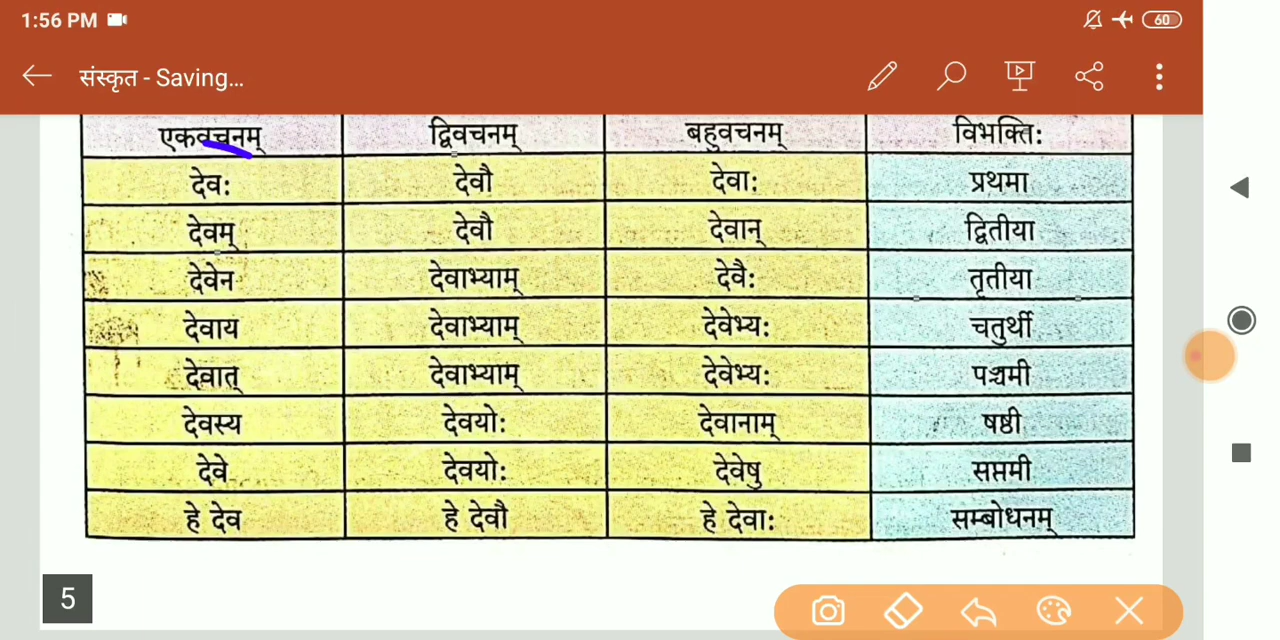 1:56 PM 60
संस्कृत - Saving...
एकवचनम् द्विवचनम् बहुवचनम् विभक्ति:
देव: देवौ देवा: प्रथमा
देवम् देवौ देवान् द्वितीया
देवेन देवाभ्याम् देवै: तृतीया
देवाय देवाभ्याम् देवेभ्य: चतुर्थी
देवात् देवाभ्याम् देवेभ्य: पञ्चमी
देवस्य देवयो: देवानाम् षष्ठी
देवे देवयो: देवेषु सप्तमी
हे देव हे देवौ हे देवा: सम्बोधनम्
5